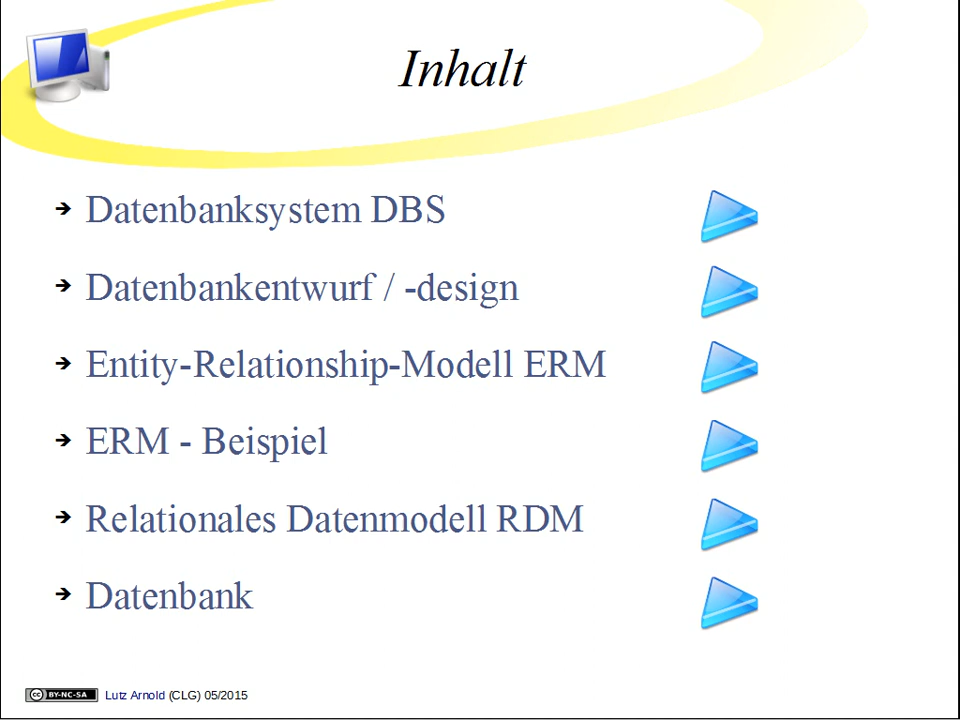 Inhalt
➔ Datenbanksystem DBS
➔ Datenbankentwurf / -design
➔ Entity-Relationship-Modell ERM
➔ ERM - Beispiel
➔ Relationales Datenmodell RDM
➔ Datenbank
cc BY-NC-SA Lutz Arnold (CLG) 05/2015